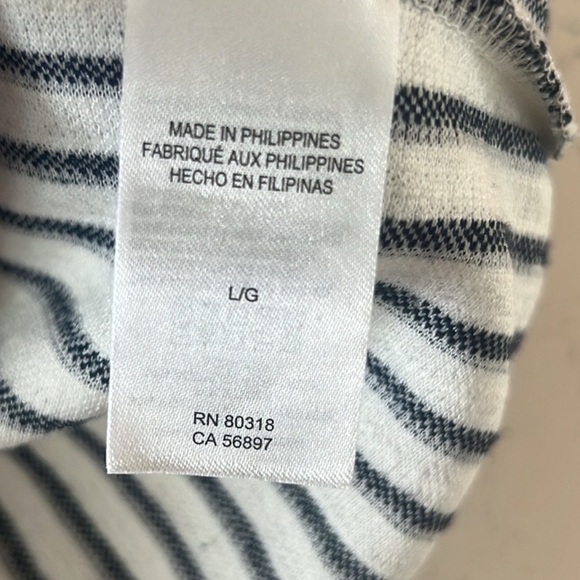 MADE IN PHILIPPINES
FABRIQUÉ AUX PHILIPPINES
HECHO EN FILIPINAS
L/G
RN 80318
CA 56897